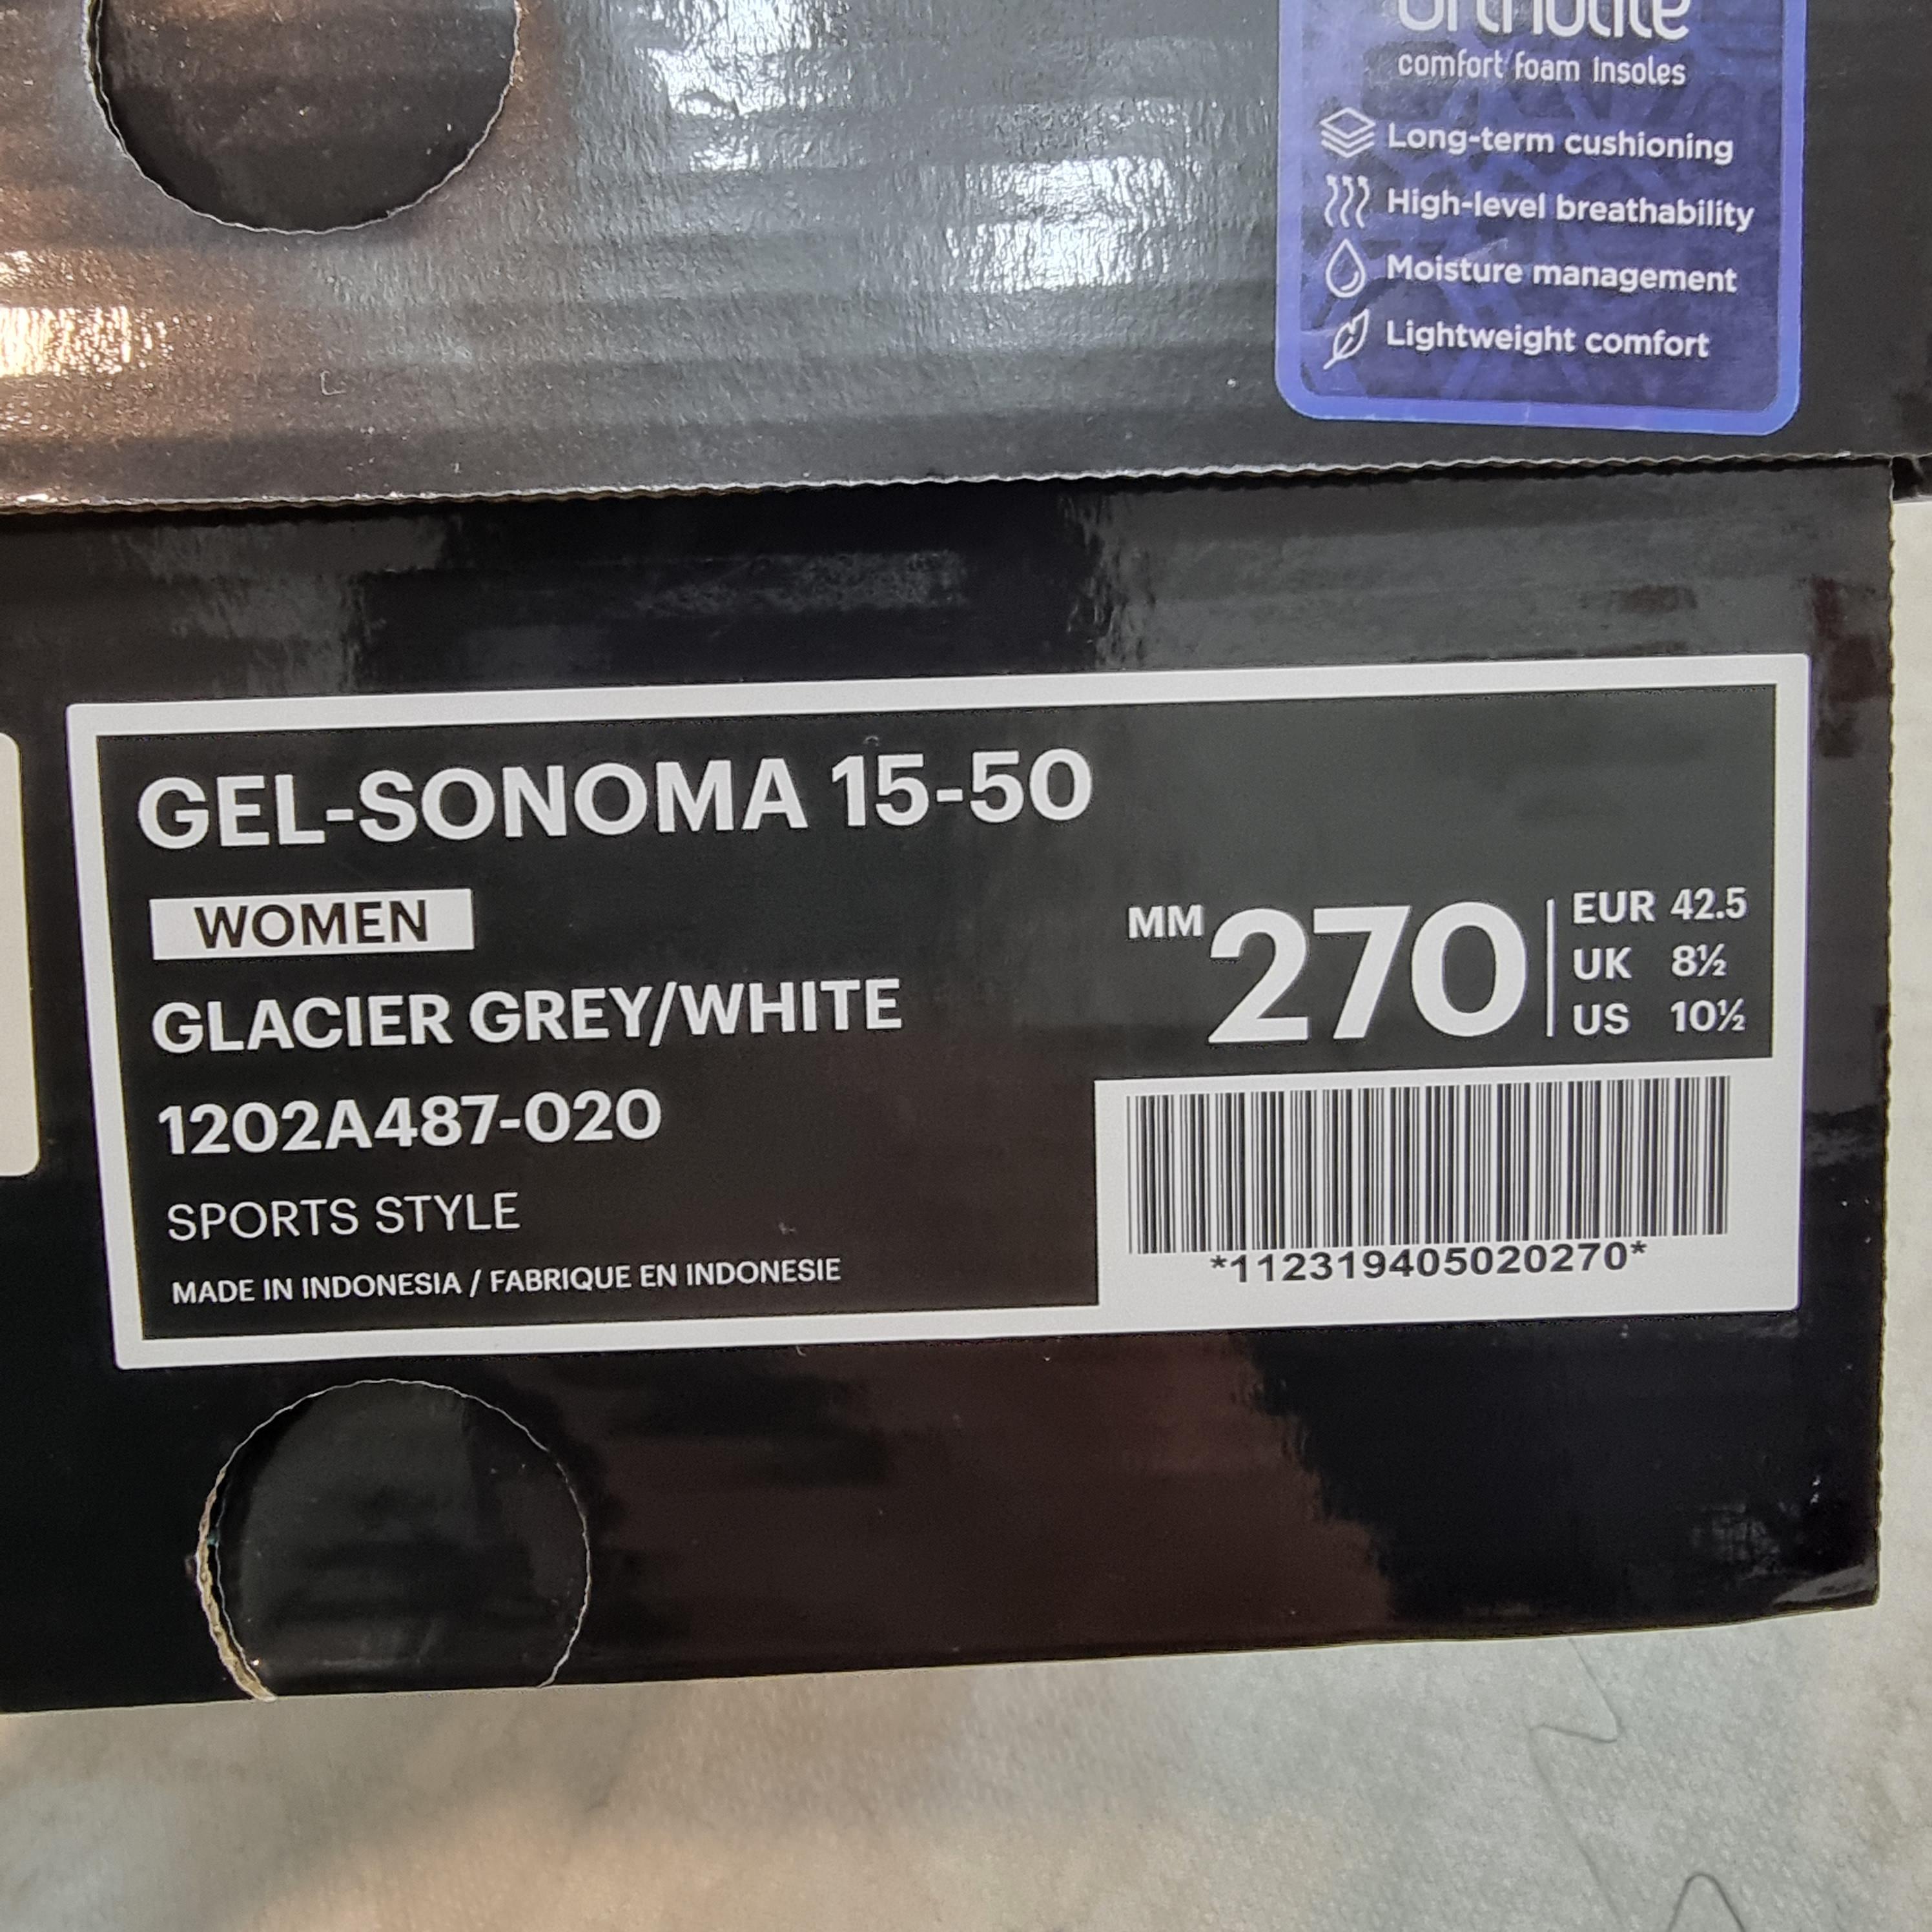 comfort foam insoles
Long-term cushioning
High-level breathability
Moisture management
Lightweight comfort
GEL-SONOMA 15-50
WOMEN
GLACIER GREY/WHITE
1202A487-020
SPORTS STYLE
MADE IN INDONESIA / FABRIQUE EN INDONESIE
MM 270
EUR 42.5
UK 8½
US 10½
*112319405020270*